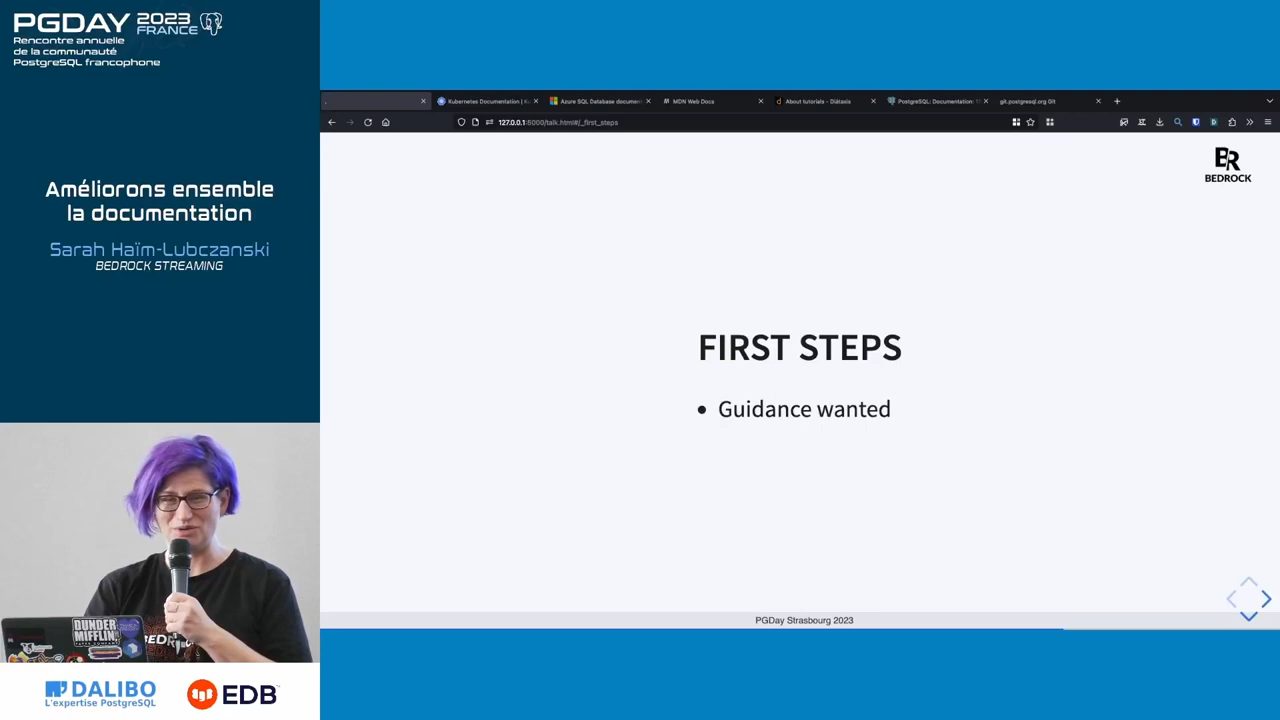 PGDAY 2023 FRANCE
Rencontre annuelle
de la communauté
PostgreSQL francophone
Améliorons ensemble
la documentation
Sarah Haïm-Lubczanski
BEDROCK STREAMING
Kubernetes Documentation | Ku
Azure SQL Database document
MDN Web Docs
About tutorials - Diátaxis
PostgreSQL: Documentation:
git.postgresql.org Git
127.0.0.1:5000/talk.html#/_first_steps
BR
BEDROCK
FIRST STEPS
• Guidance wanted
PGDay Strasbourg 2023
DUNDER
MIFFLIN
DALIBO
L'expertise PostgreSQL
EDB